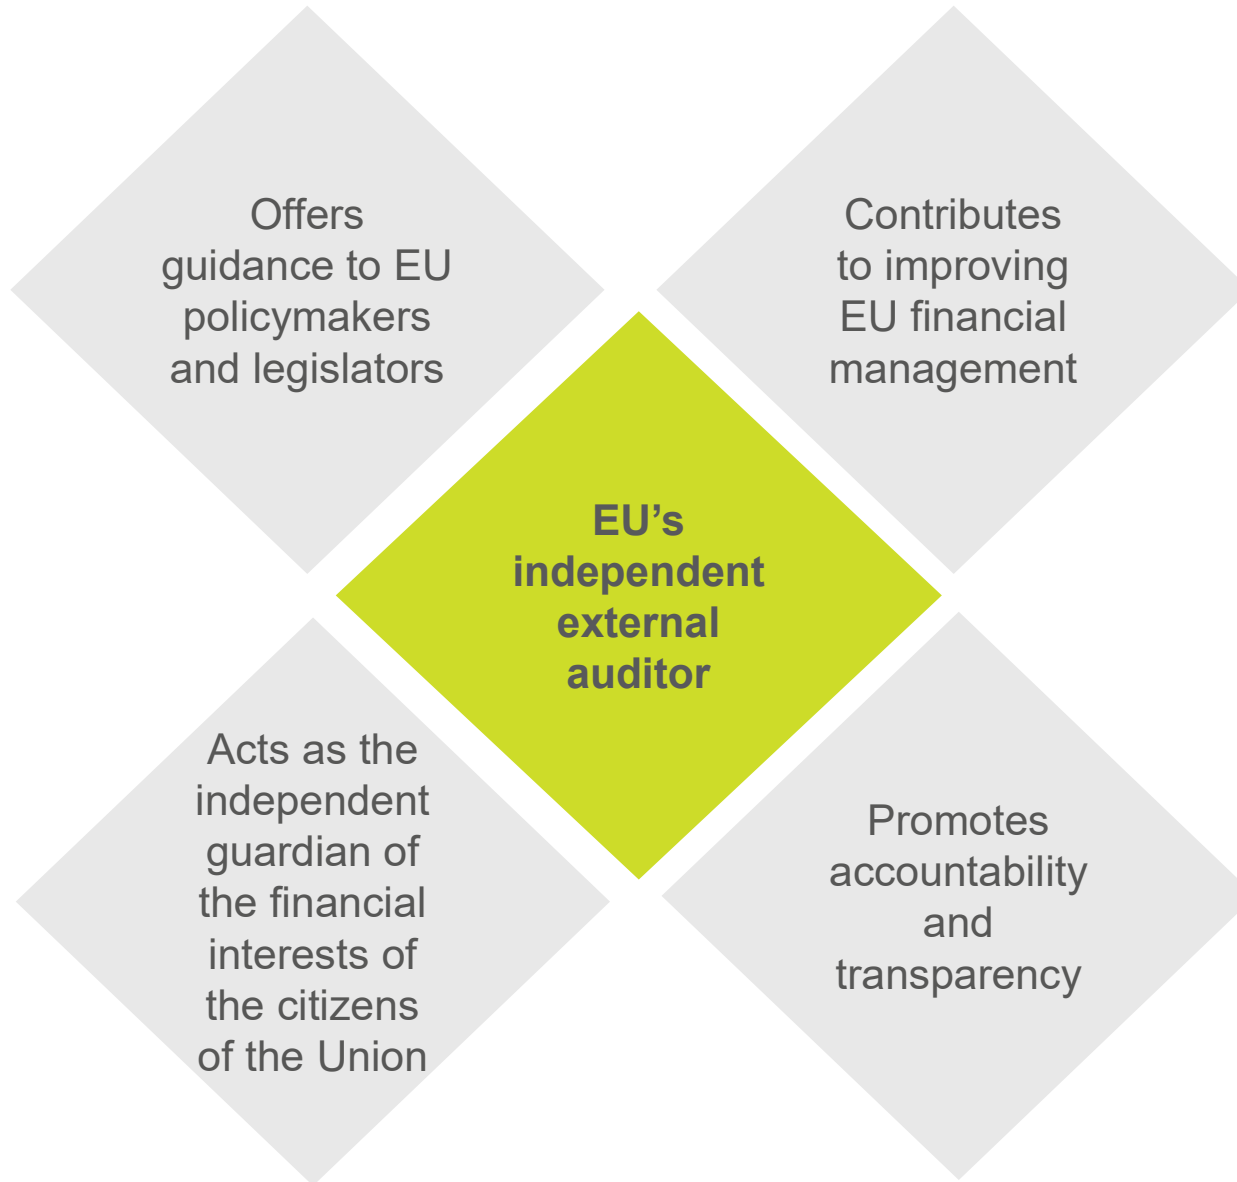 Offers
guidance to EU
policymakers
and legislators
Contributes
to improving
EU financial
management
EU’s
independent
external
auditor
Acts as the
independent
guardian of
the financial
interests of
the citizens
of the Union
Promotes
accountability
and
transparency